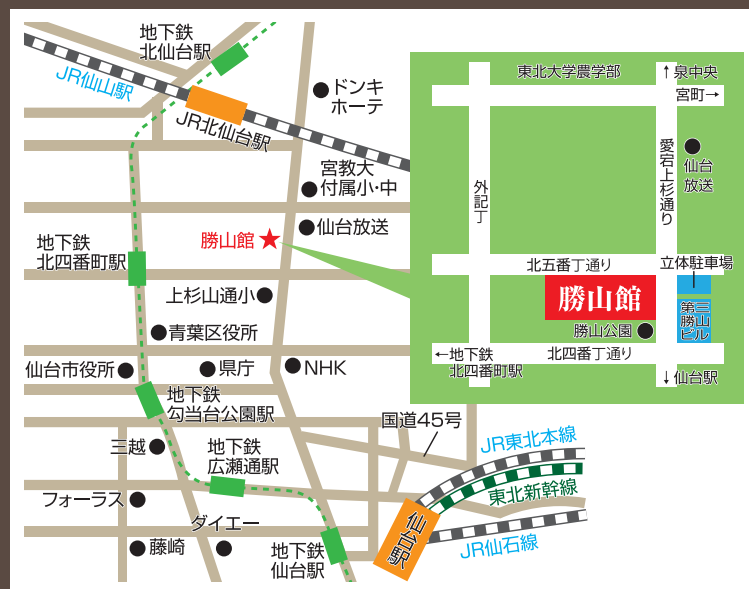 地下鉄
北仙台駅
JR仙山駅
JR北仙台駅
ドンキ
ホーテ
宮教大
付属小・中
仙台放送
勝山館
地下鉄
北四番町駅
上杉山通小
青葉区役所
仙台市役所
県庁
NHK
地下鉄
勾当台公園駅
国道45号
三越
地下鉄
広瀬通駅
JR東北本線
フォーラス
東北新幹線
ダイエー
仙台駅
藤崎
地下鉄
仙台駅
JR仙石線
東北大学農学部
↑泉中央
宮町→
愛宕上杉通り
仙台
放送
外記丁
北五番丁通り
立体駐車場
勝山館
第三
勝山
ビル
勝山公園
←地下鉄
北四番町駅
北四番丁通り
↓仙台駅